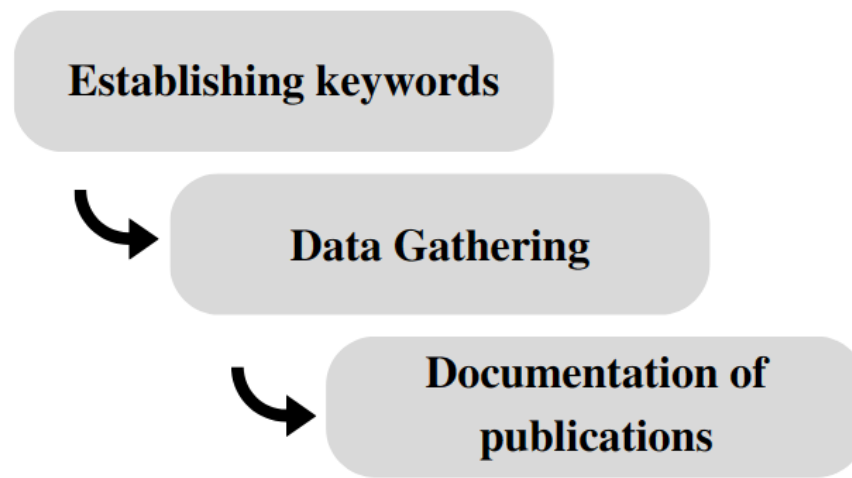 Establishing keywords
Data Gathering
Documentation of
publications